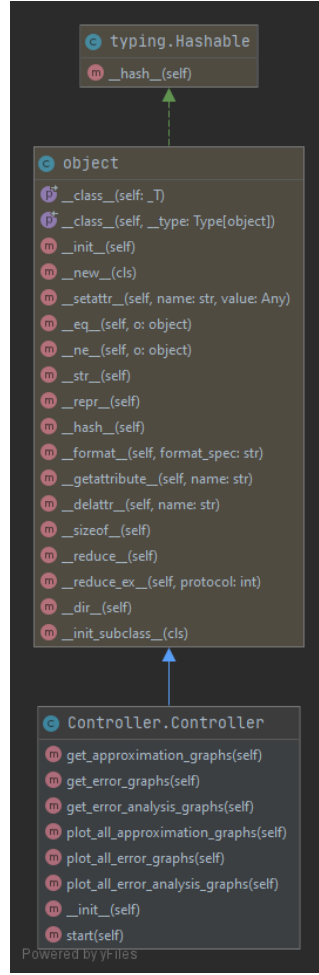 C typing.Hashable
m __hash__(self)
C object
p __class__(self: _T)
p __class__(self, __type: Type[object])
m __init__(self)
m __new__(cls)
m __setattr__(self, name: str, value: Any)
m __eq__(self, o: object)
m __ne__(self, o: object)
m __str__(self)
m __repr__(self)
m __hash__(self)
m __format__(self, format_spec: str)
m __getattribute__(self, name: str)
m __delattr__(self, name: str)
m __sizeof__(self)
m __reduce__(self)
m __reduce_ex__(self, protocol: int)
m __dir__(self)
m __init_subclass__(cls)
C Controller.Controller
m get_approximation_graphs(self)
m get_error_graphs(self)
m get_error_analysis_graphs(self)
m plot_all_approximation_graphs(self)
m plot_all_error_graphs(self)
m plot_all_error_analysis_graphs(self)
m __init__(self)
m start(self)
Powered by yFiles